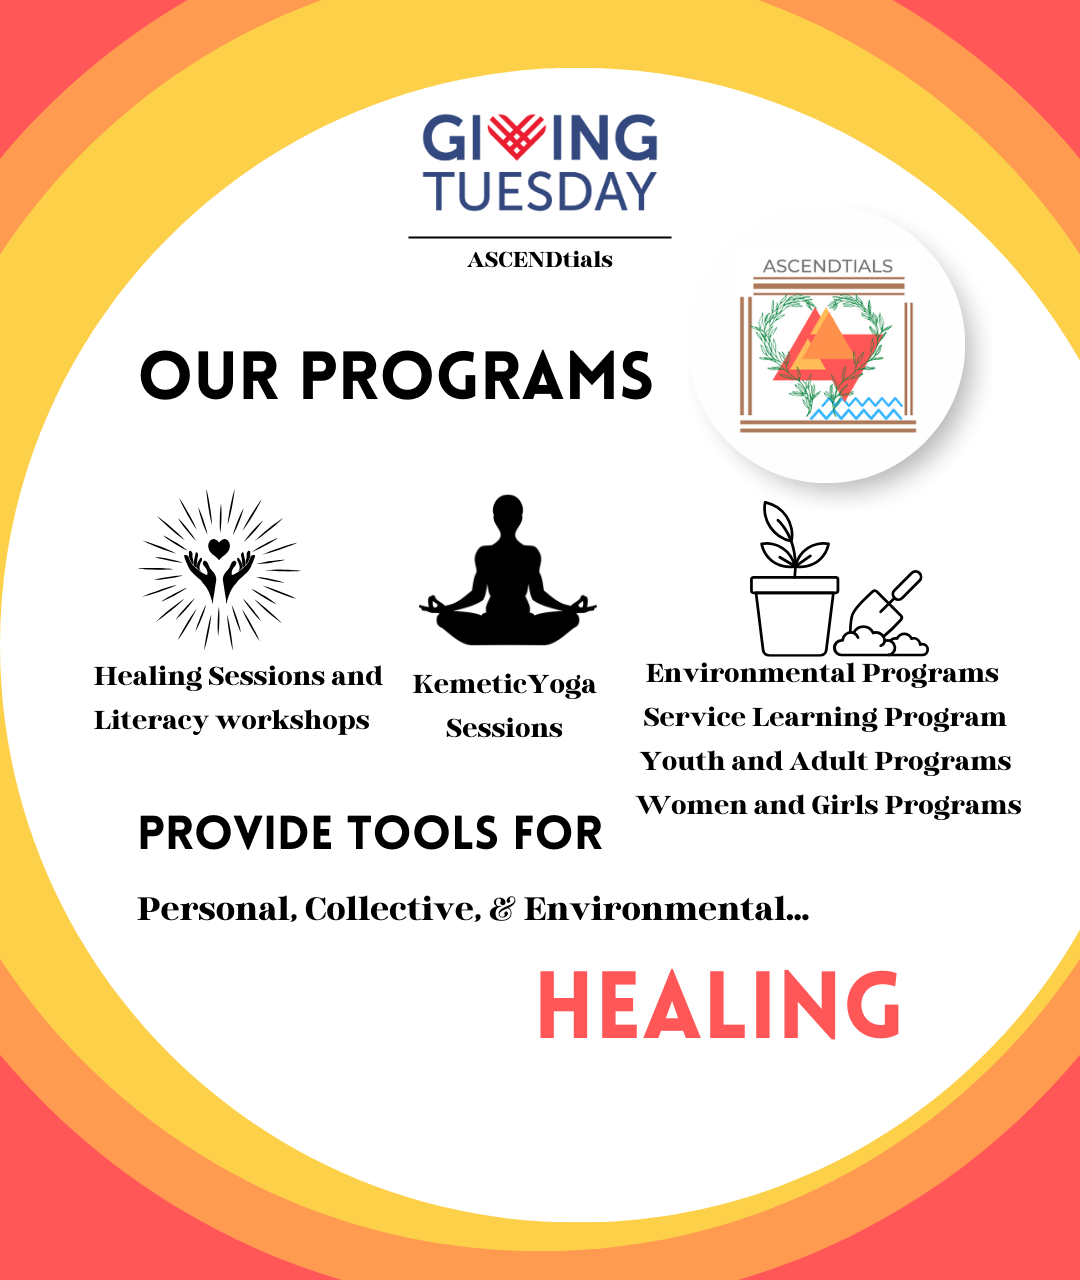 GIVING
TUESDAY
ASCENDtials
ASCENDTIALS
OUR PROGRAMS
Healing Sessions and
Literacy workshops
KemeticYoga
Sessions
Environmental Programs
Service Learning Program
Youth and Adult Programs
Women and Girls Programs
PROVIDE TOOLS FOR
Personal, Collective, & Environmental...
HEALING